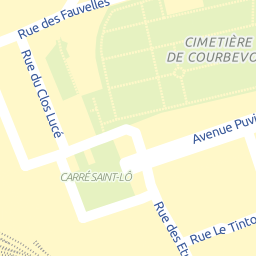 Rue des Fauvelles
CIMETIÈRE
DE COURBEVO
Rue du Clos Lucé
Avenue Puvi
CARRÉ SAINT-LÔ
Rue des Etu
Rue Le Tinto